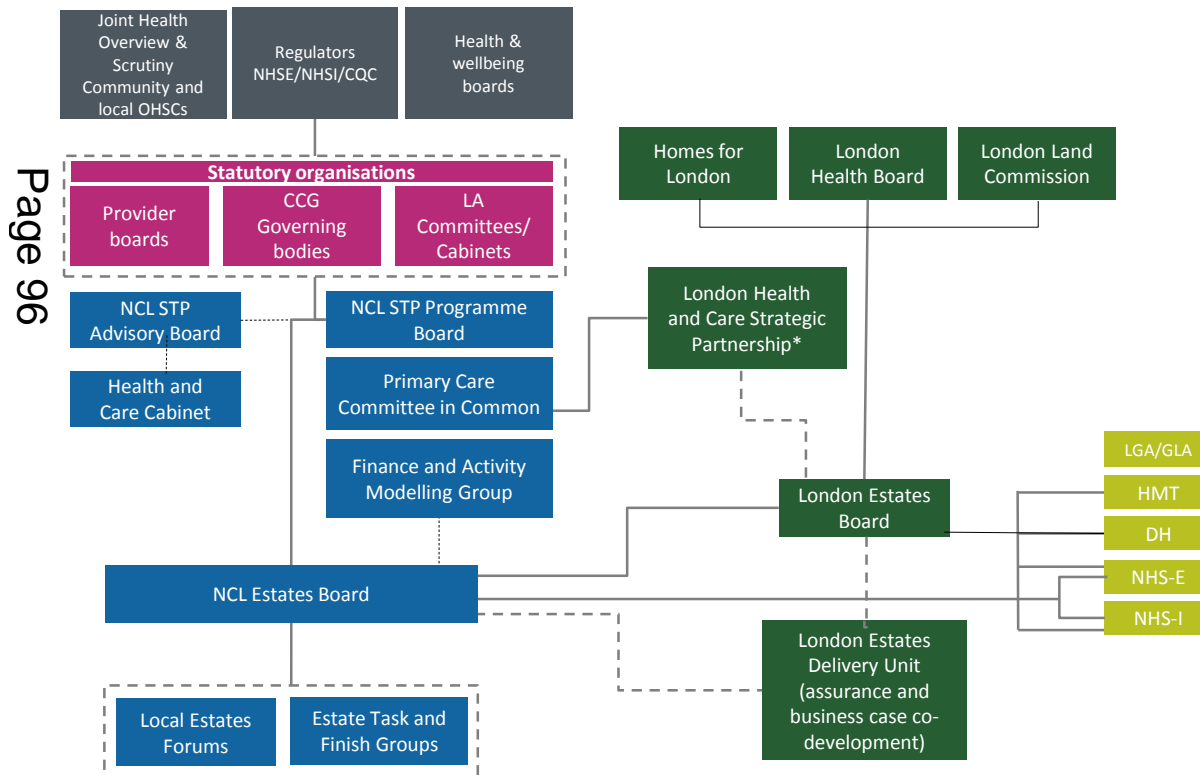 Joint Health
Overview &
Scrutiny
Community and
local OHSCs
Regulators
NHSE/NHSI/CQC
Health &
wellbeing
boards
Page 96
Statutory organisations
Provider
boards
CCG
Governing
bodies
LA
Committees/
Cabinets
Homes for
London
London
Health Board
London Land
Commission
NCL STP
Advisory Board
NCL STP Programme
Board
London Health
and Care Strategic
Partnership*
Health and
Care Cabinet
Primary Care
Committee in Common
Finance and Activity
Modelling Group
London Estates
Board
LGA/GLA
HMT
DH
NHS-E
NHS-I
NCL Estates Board
London Estates
Delivery Unit
(assurance and
business case co-
development)
Local Estates
Forums
Estate Task and
Finish Groups